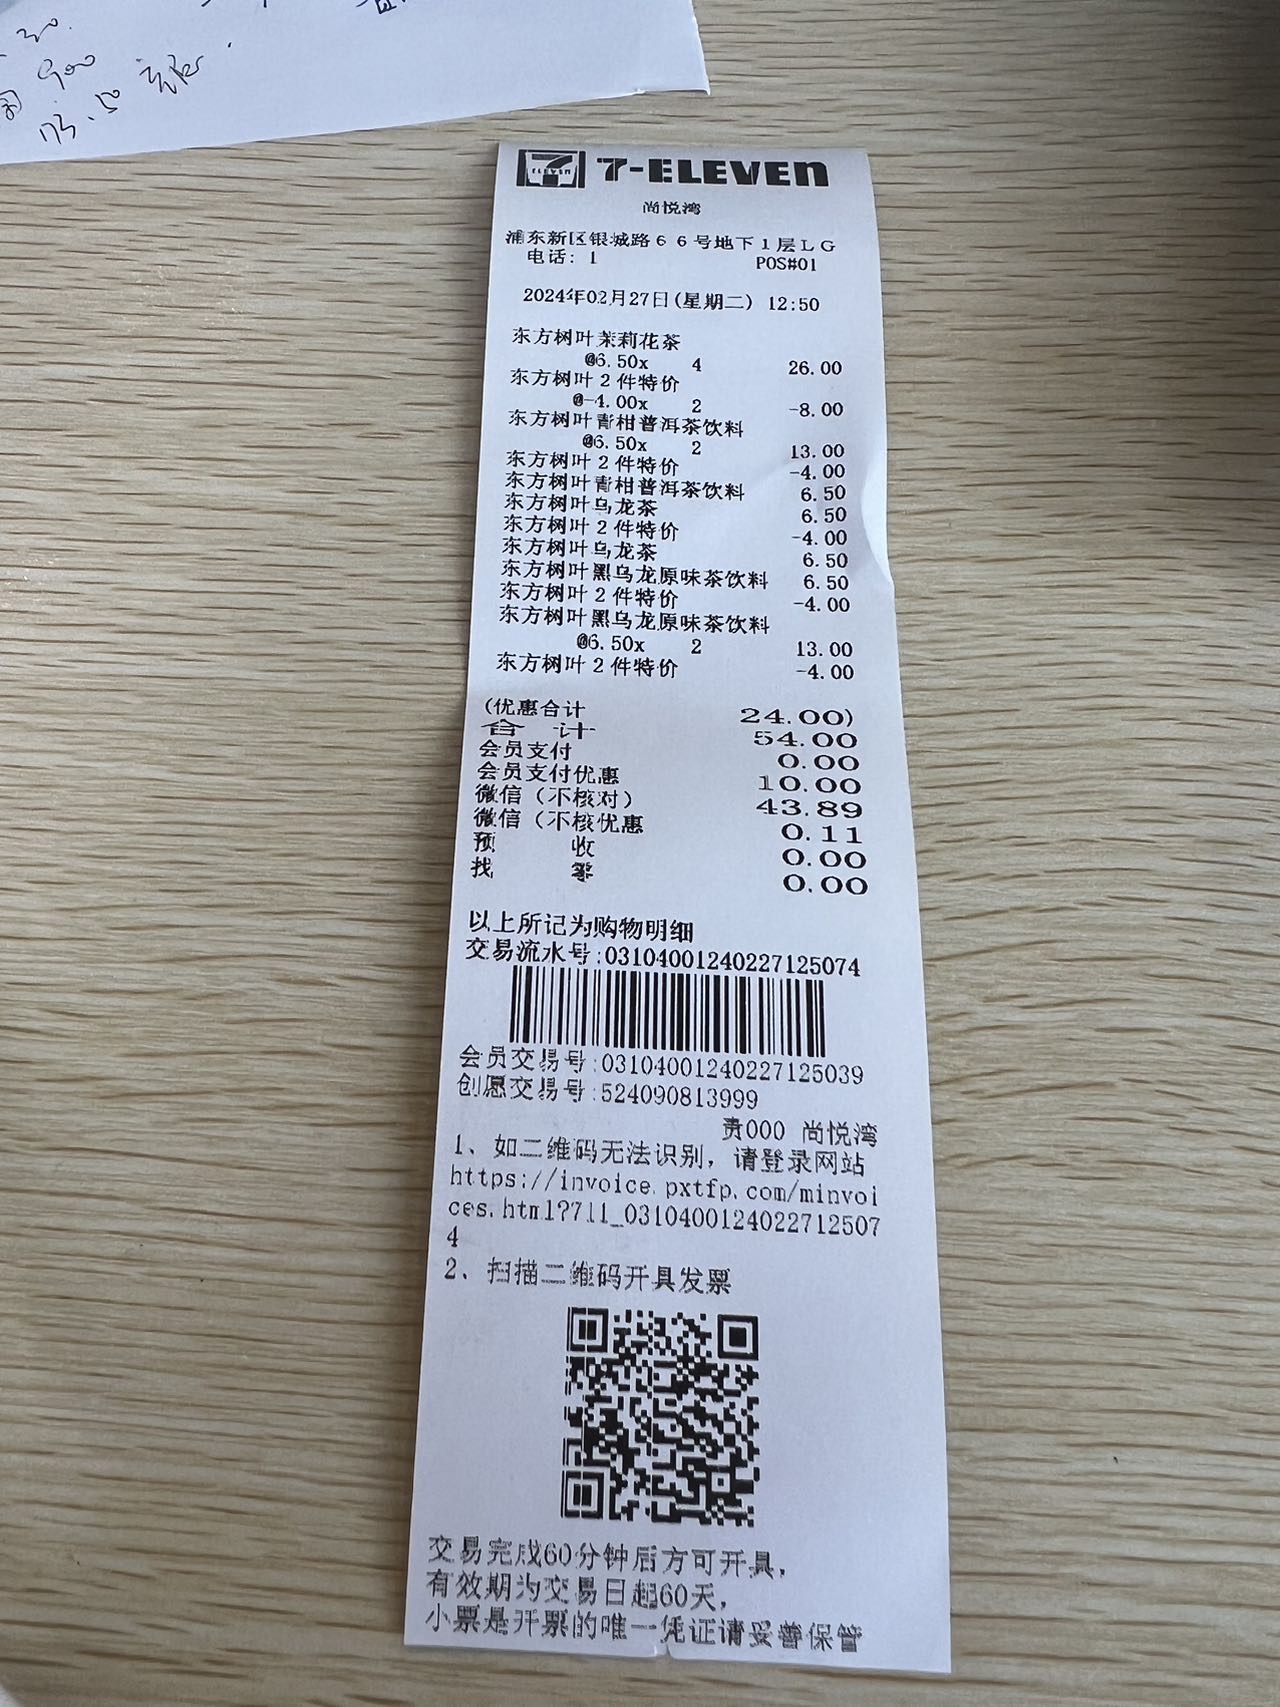 900
7-ELEVEN
尚悦湾
浦东新区银城路６６号地下１层ＬＧ
电话: 1 POS#01
2024年02月27日(星期二) 12:50
东方树叶茉莉花茶
@6.50x 4 26.00
东方树叶２件特价
@-4.00x 2 -8.00
东方树叶青柑普洱茶饮料
@6.50x 2 13.00
东方树叶２件特价 -4.00
东方树叶青柑普洱茶饮料 6.50
东方树叶乌龙茶 6.50
东方树叶２件特价 -4.00
东方树叶乌龙茶 6.50
东方树叶黑乌龙原味茶饮料 6.50
东方树叶２件特价 -4.00
东方树叶黑乌龙原味茶饮料
@6.50x 2 13.00
东方树叶２件特价 -4.00
(优惠合计 24.00)
合 计 54.00
会员支付 0.00
会员支付优惠 10.00
微信（不核对） 43.89
微信（不核优惠 0.11
预 收 0.00
找 零 0.00
以上所记为购物明细
交易流水号:03104001240227125074
会员交易号:03104001240227125039
创愿交易号:524090813999
责000 尚悦湾
1、如二维码无法识别，请登录网站
https://invoice.pxtfp.com/minvoi
ces.html?711_0310400124022712507
4
2、扫描二维码开具发票
交易完成60分钟后方可开具，
有效期为交易日起60天，
小票是开票的唯一凭证请妥善保管